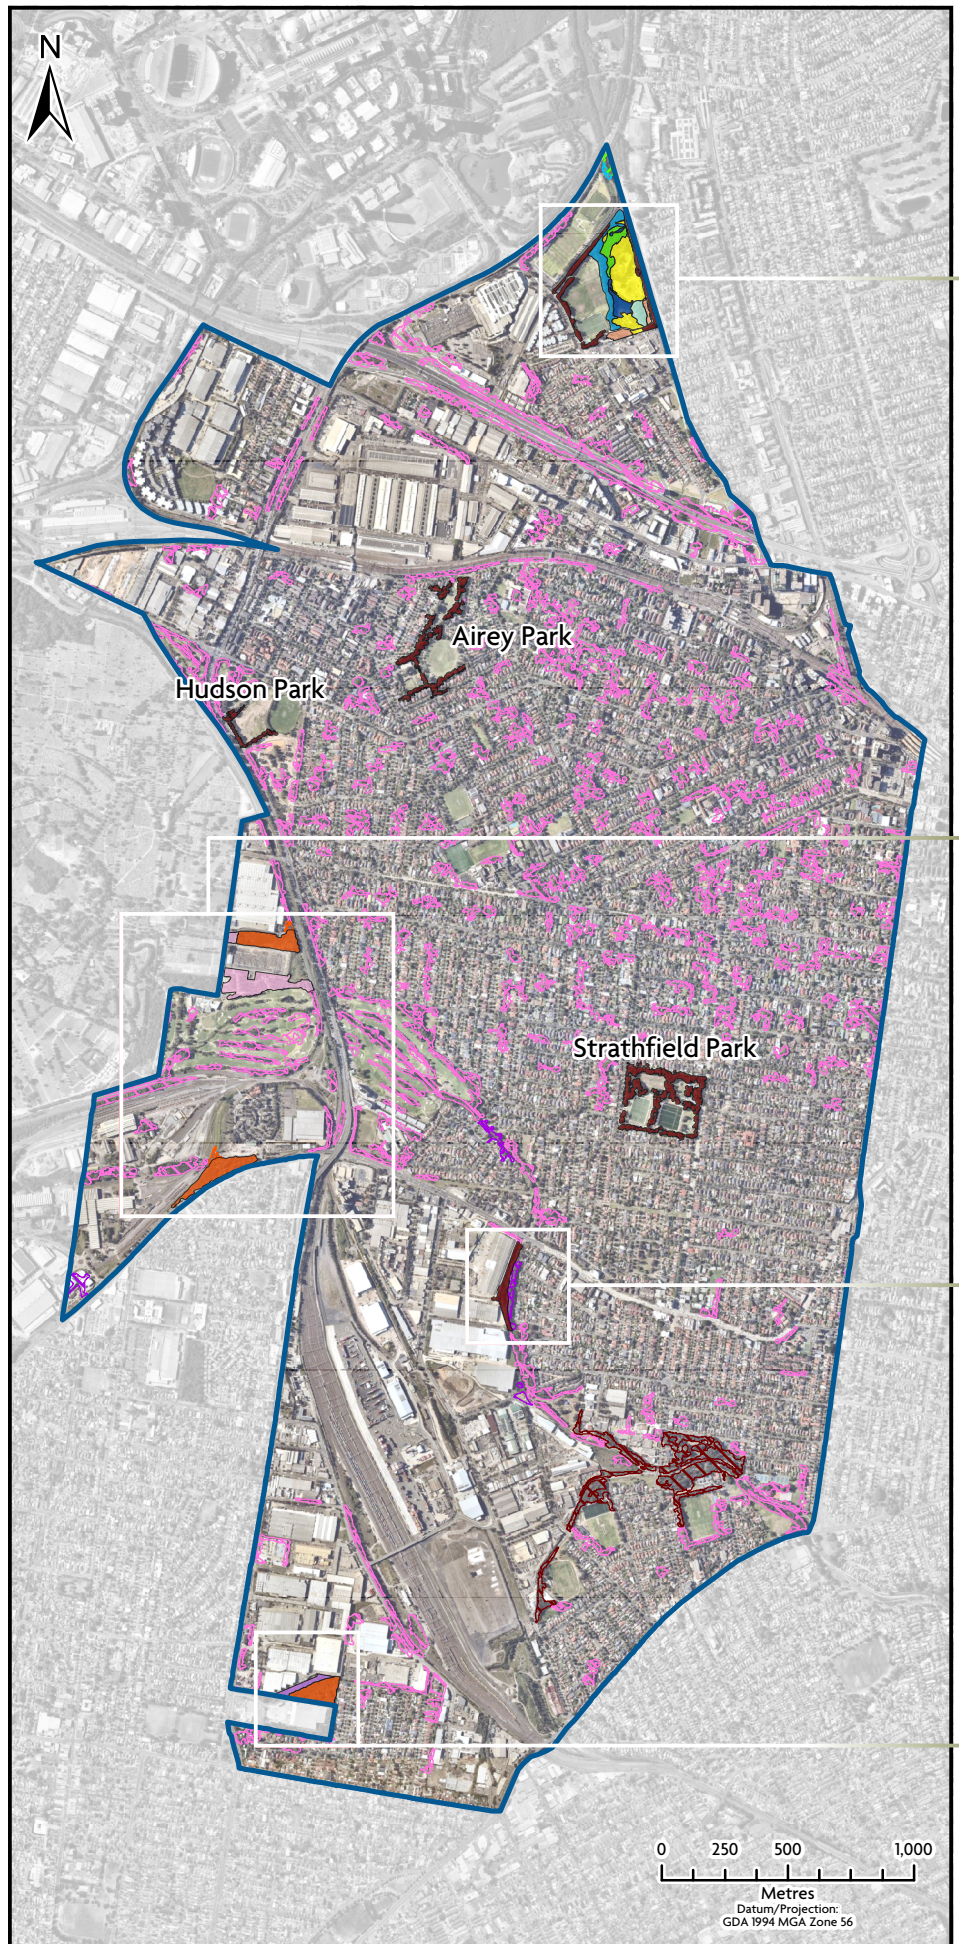 N
Airey Park
Hudson Park
Strathfield Park
0 250 500 1,000
Metres
Datum/Projection:
GDA 1994 MGA Zone 56